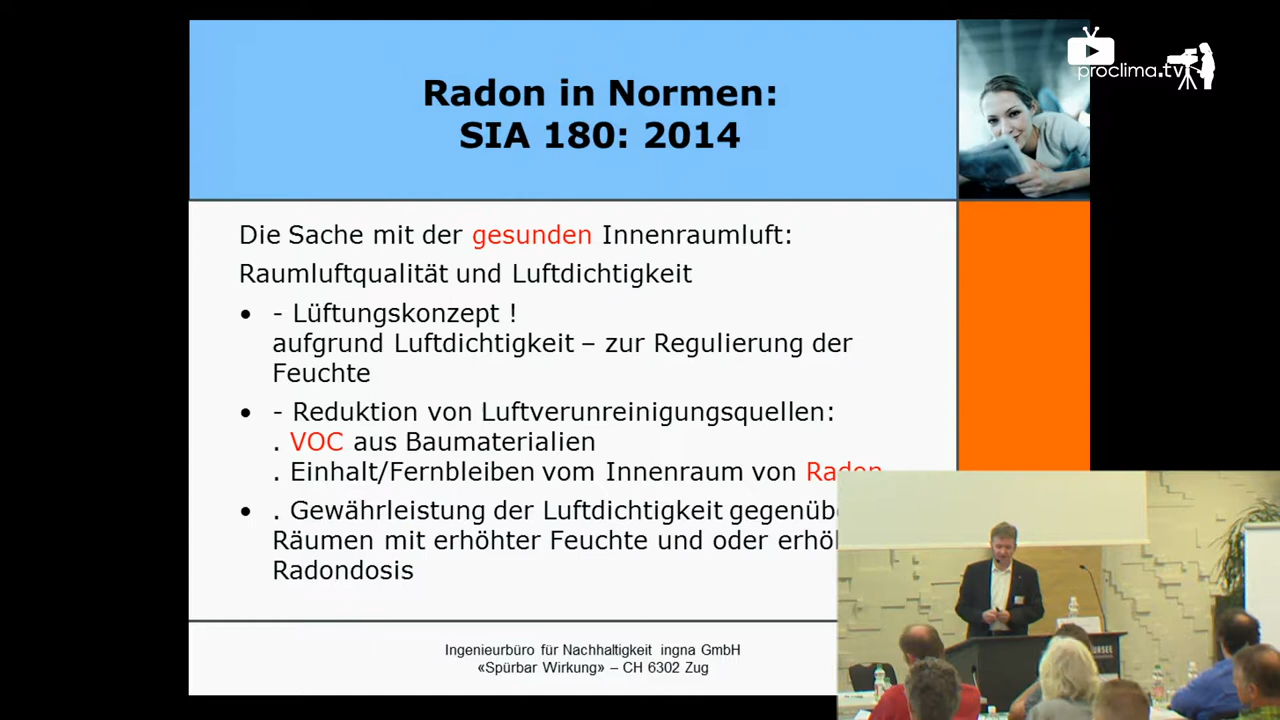 proclima.tv
Radon in Normen:
SIA 180: 2014
Die Sache mit der gesunden Innenraumluft:
Raumluftqualität und Luftdichtigkeit
• - Lüftungskonzept !
aufgrund Luftdichtigkeit – zur Regulierung der
Feuchte
• - Reduktion von Luftverunreinigungsquellen:
. VOC aus Baumaterialien
. Einhalt/Fernbleiben vom Innenraum von Radon
• . Gewährleistung der Luftdichtigkeit
Räumen mit erhöhter Feuchte und oder
Radondosis
Ingenieurbüro für Nachhaltigkeit ingna GmbH
«Spürbar Wirkung» – CH 6302 Zug